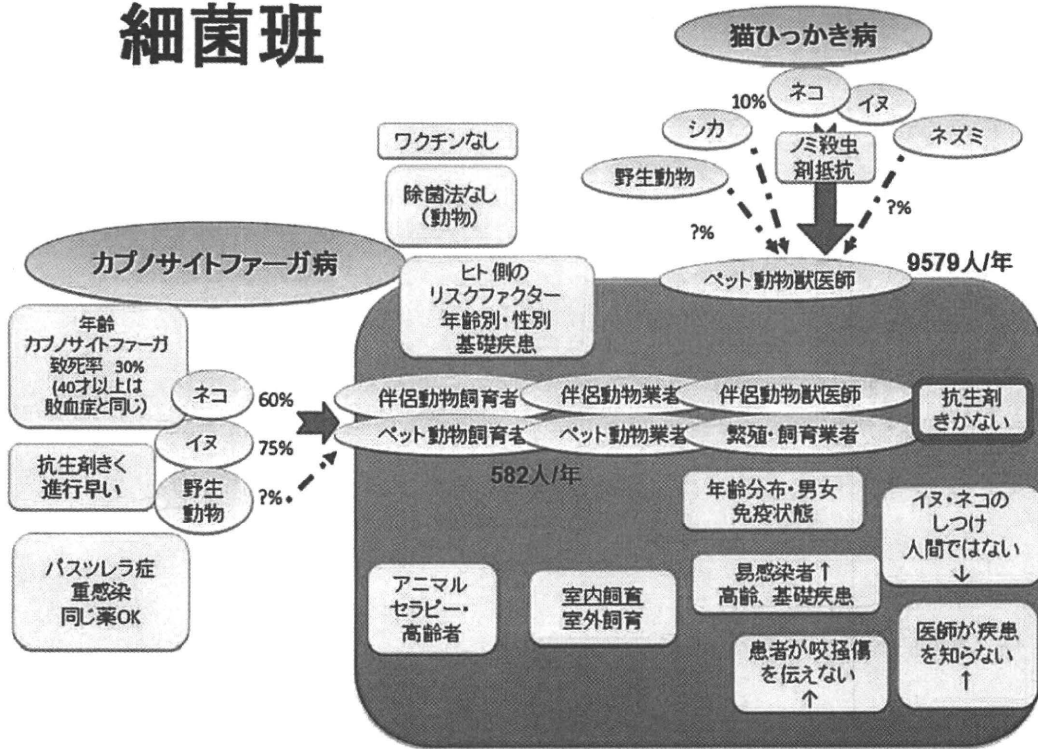 細菌班
猫ひっかき病
ネコ
10%
イヌ
シカ
ネズミ
野生動物
ノミ殺虫
剤抵抗
?%
?%
ペット動物獣医師
9579人/年
ワクチンなし
除菌法なし
(動物)
カプノサイトファーガ病
ヒト側の
リスクファクター
年齢別・性別
基礎疾患
年齢
カプノサイトファーガ
致死率 30%
(40才以上は
敗血症と同じ)
ネコ
60%
イヌ
75%
野生
動物
?%
抗生剤きく
進行早い
パスツレラ症
重感染
同じ薬OK
伴侶動物飼育者
伴侶動物業者
伴侶動物獣医師
ペット動物飼育者
ペット動物業者
繁殖・飼育業者
582人/年
抗生剤
きかない
年齢分布・男女
免疫状態
イヌ・ネコの
しつけ
人間ではない
↓
アニマル
セラピー・
高齢者
室内飼育
室外飼育
易感染者↑
高齢、基礎疾患
患者が咬掻傷
を伝えない
↑
医師が疾患
を知らない
↑